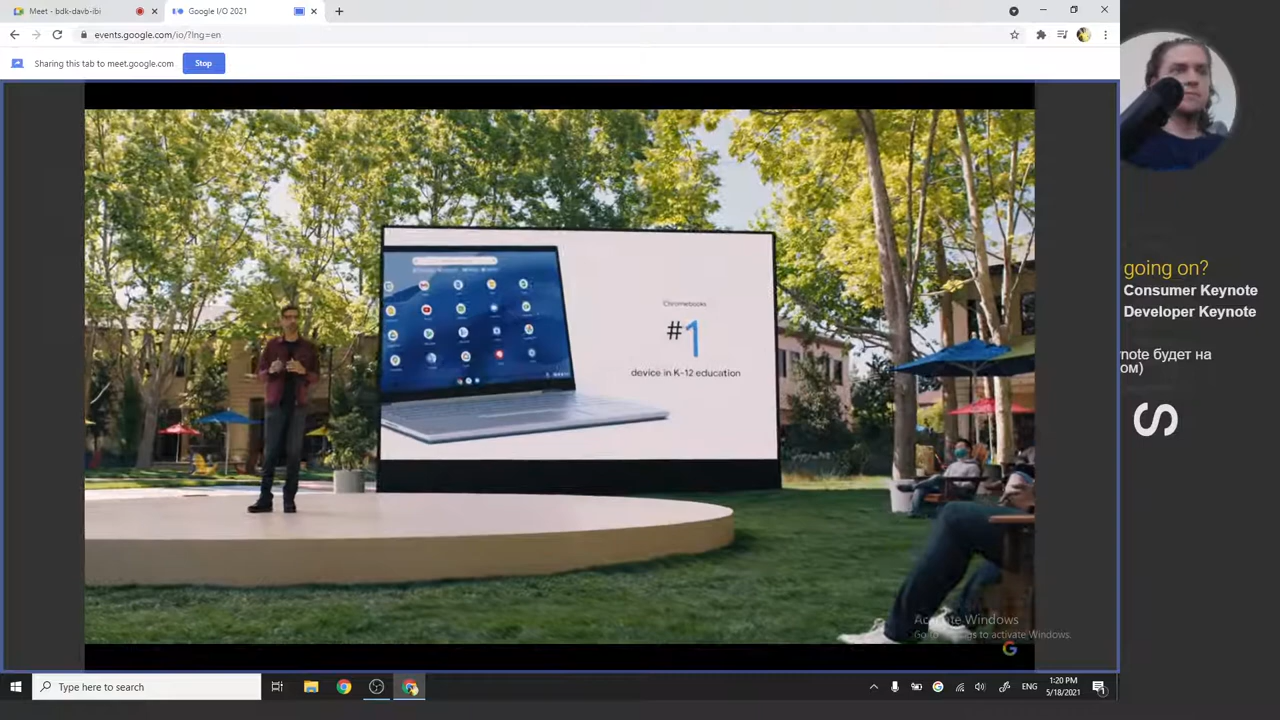 Meet - bdk-davb-ibi
Google I/O 2021
events.google.com/io/?lng=en
Sharing this tab to meet.google.com
Stop
Chromebooks
#1
device in K-12 education
going on?
Consumer Keynote
Developer Keynote
note будет на
ом)
S
Activate Windows
Go to Settings to activate Windows.
G
Type here to search
ENG
1:20 PM
5/18/2021